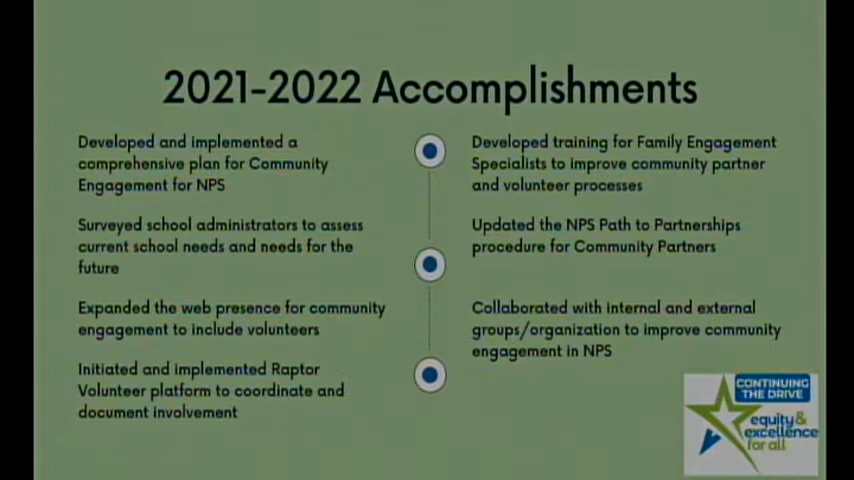 2021-2022 Accomplishments
Developed and implemented a
comprehensive plan for Community
Engagement for NPS
Surveyed school administrators to assess
current school needs and needs for the
future
Expanded the web presence for community
engagement to include volunteers
Initiated and implemented Raptor
Volunteer platform to coordinate and
document involvement
Developed training for Family Engagement
Specialists to improve community partner
and volunteer processes
Updated the NPS Path to Partnerships
procedure for Community Partners
Collaborated with internal and external
groups/organization to improve community
engagement in NPS
CONTINUING
THE DRIVE
equity &
excellence
for all